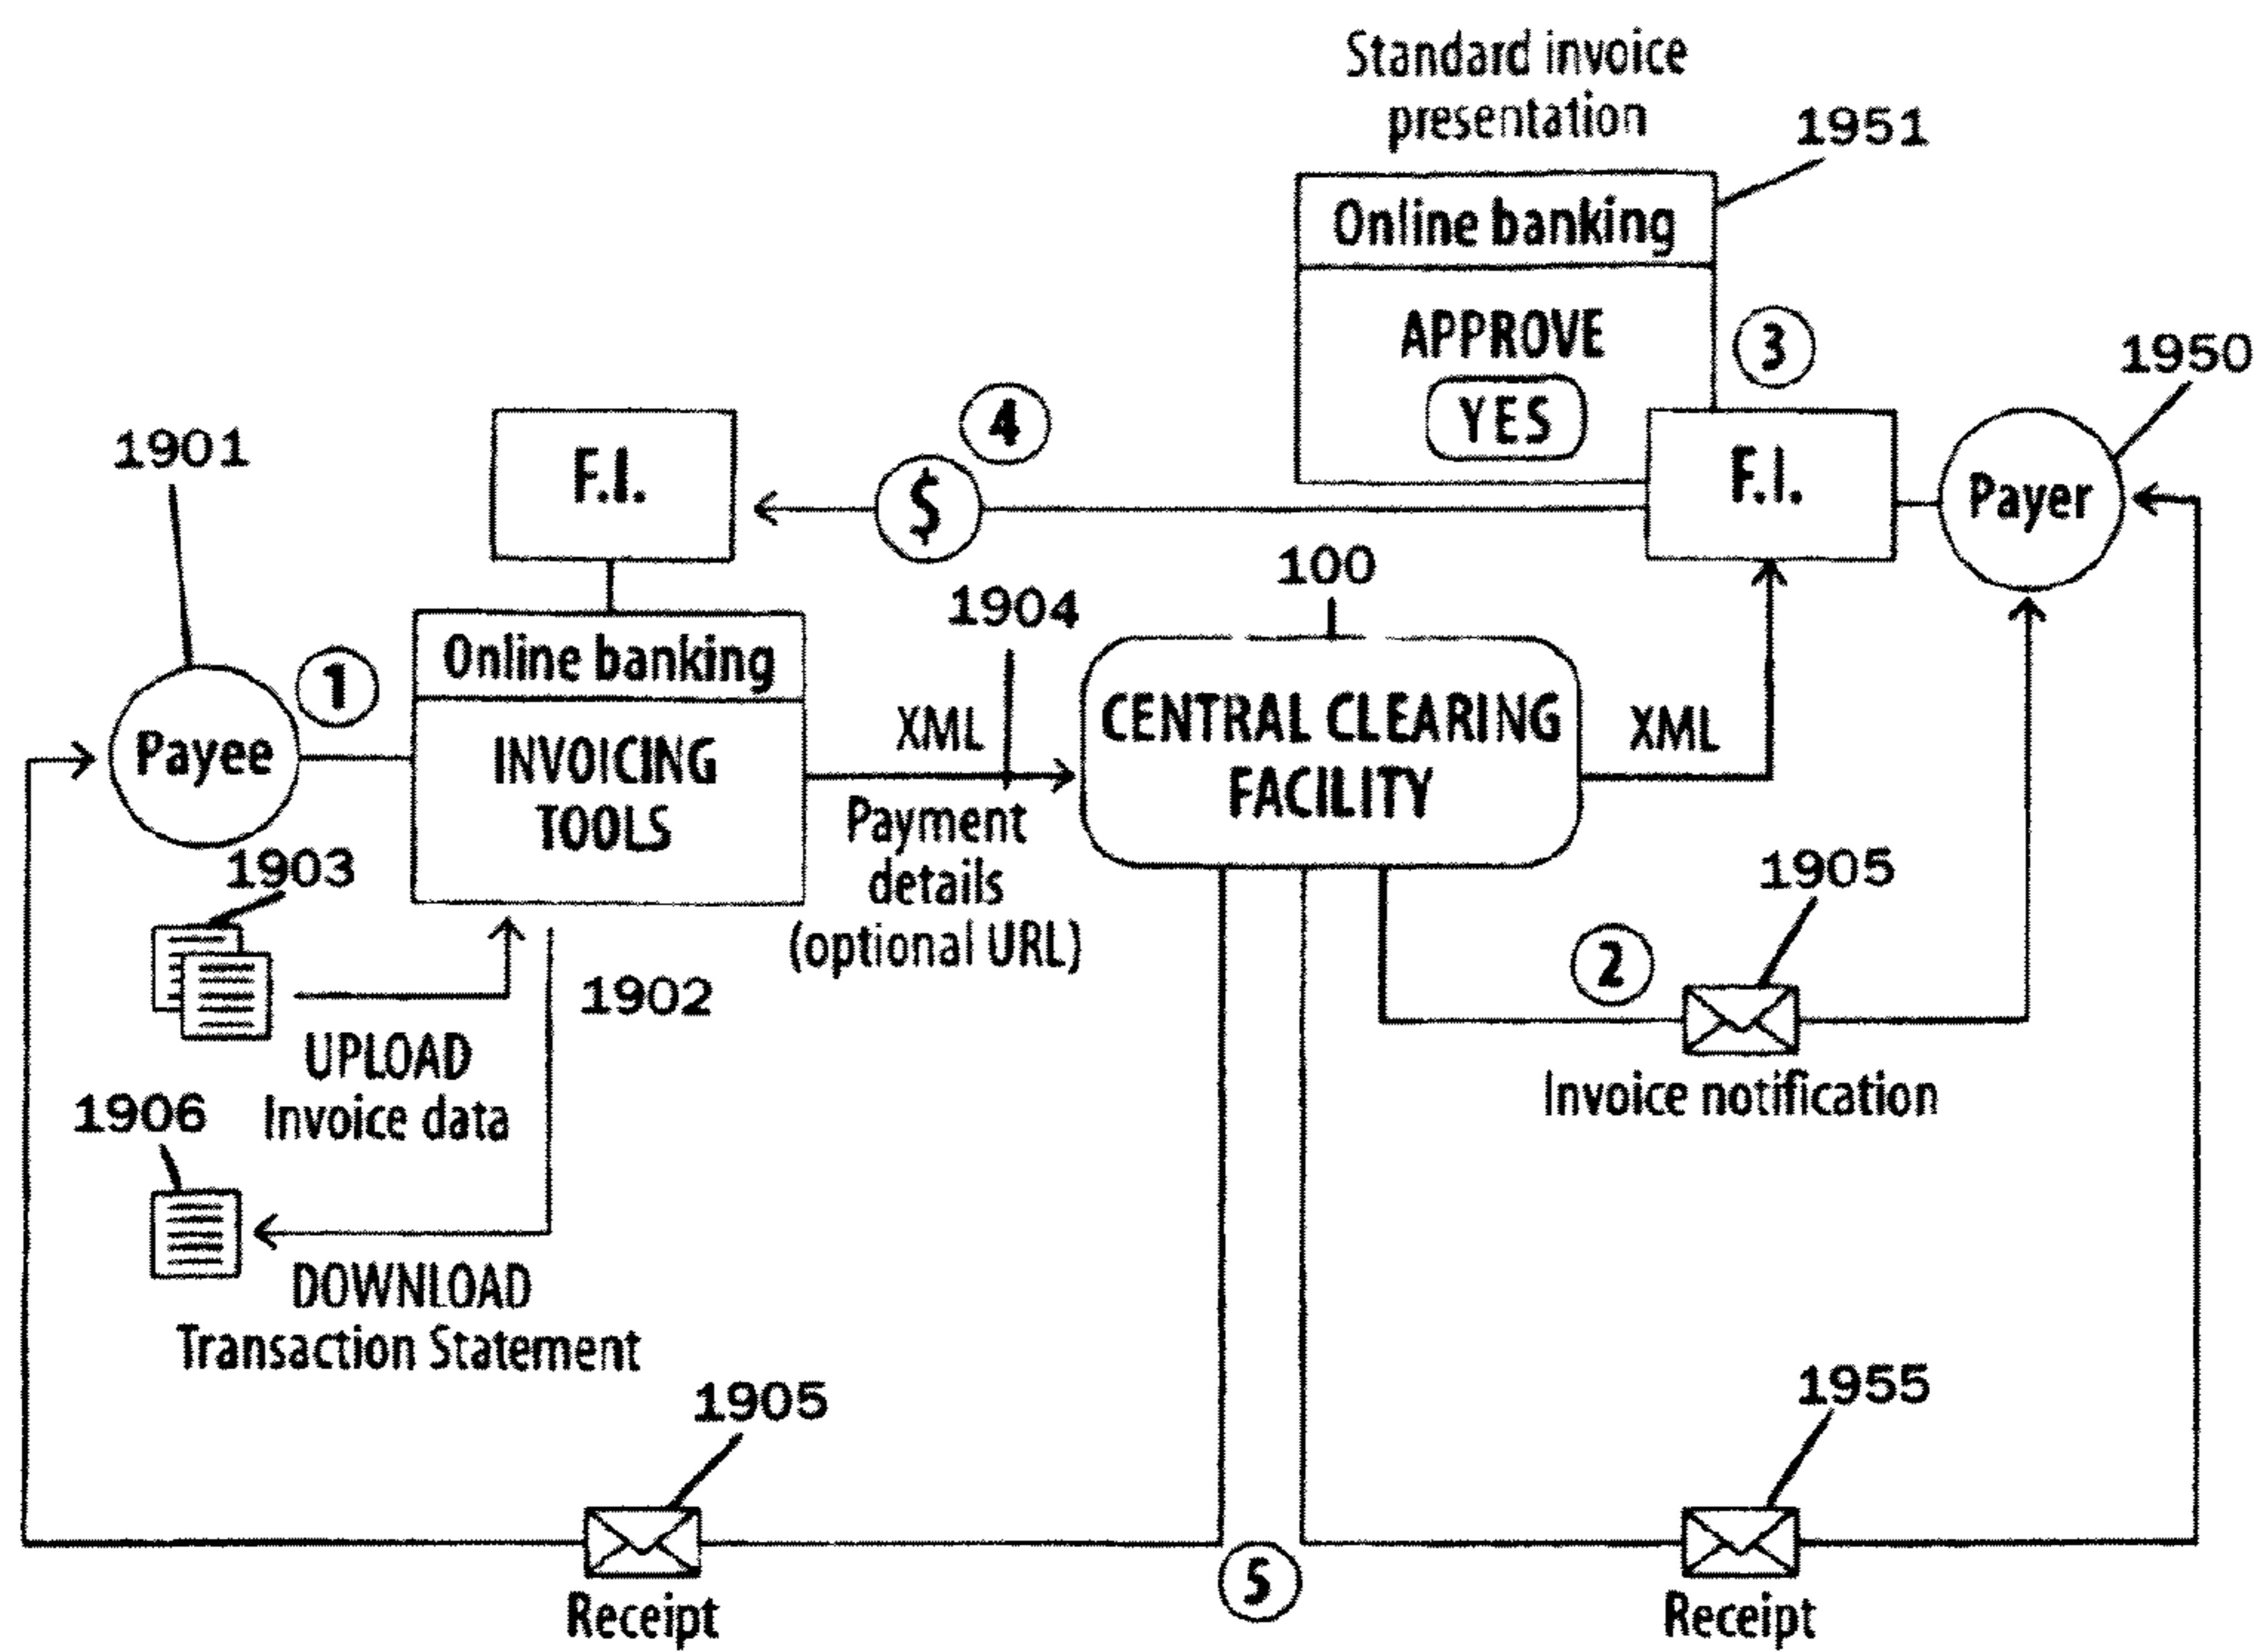 Standard invoice
presentation
1951
Online banking
APPROVE
YES
3
1950
F.I.
Payer
4
$
1901
F.I.
1
Payee
Online banking
INVOICING
TOOLS
1904
XML
Payment
details
(optional URL)
100
CENTRAL CLEARING
FACILITY
XML
1903
1902
UPLOAD
Invoice data
1906
DOWNLOAD
Transaction Statement
1905
2
Invoice notification
1905
Receipt
5
1955
Receipt